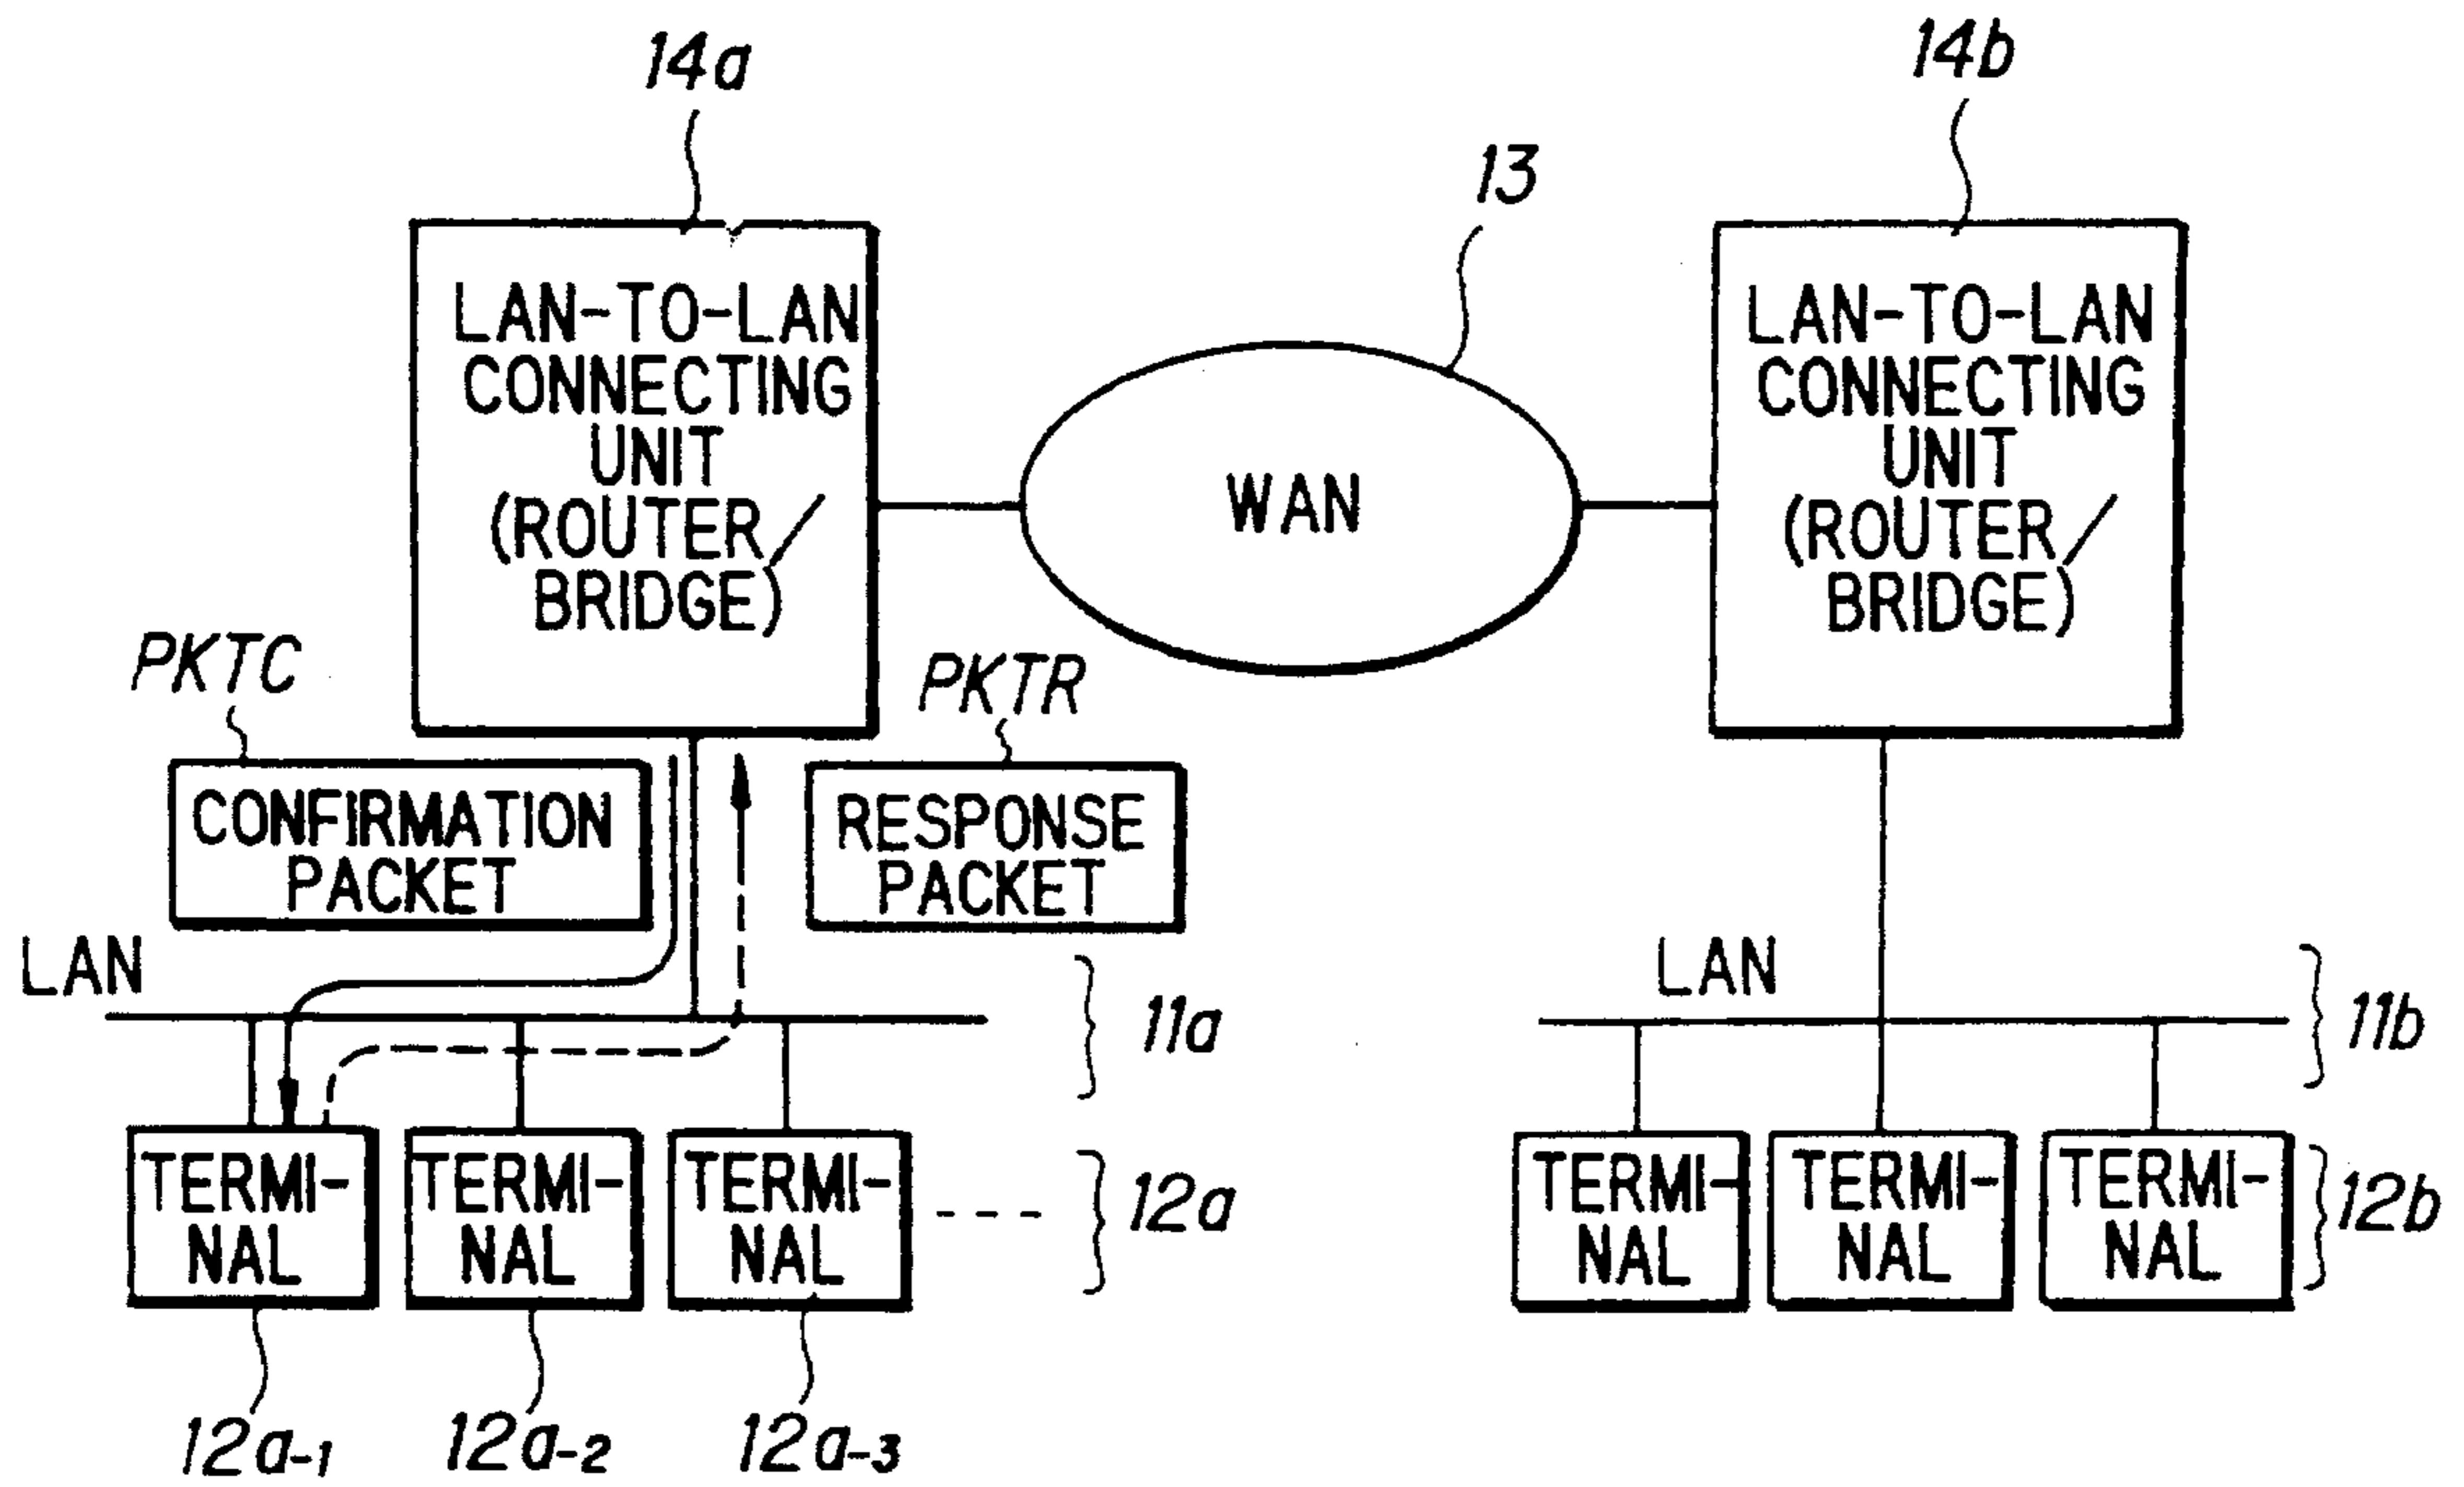 14a
14b
13
LAN-TO-LAN
CONNECTING
UNIT
(ROUTER/
BRIDGE)
WAN
LAN-TO-LAN
CONNECTING
UNIT
(ROUTER/
BRIDGE)
PKTC
PKTR
CONFIRMATION
PACKET
RESPONSE
PACKET
LAN
11a
LAN
11b
TERMI-
NAL
TERMI-
NAL
TERMI-
NAL
12a
TERMI-
NAL
TERMI-
NAL
TERMI-
NAL
12b
12a-1
12a-2
12a-3